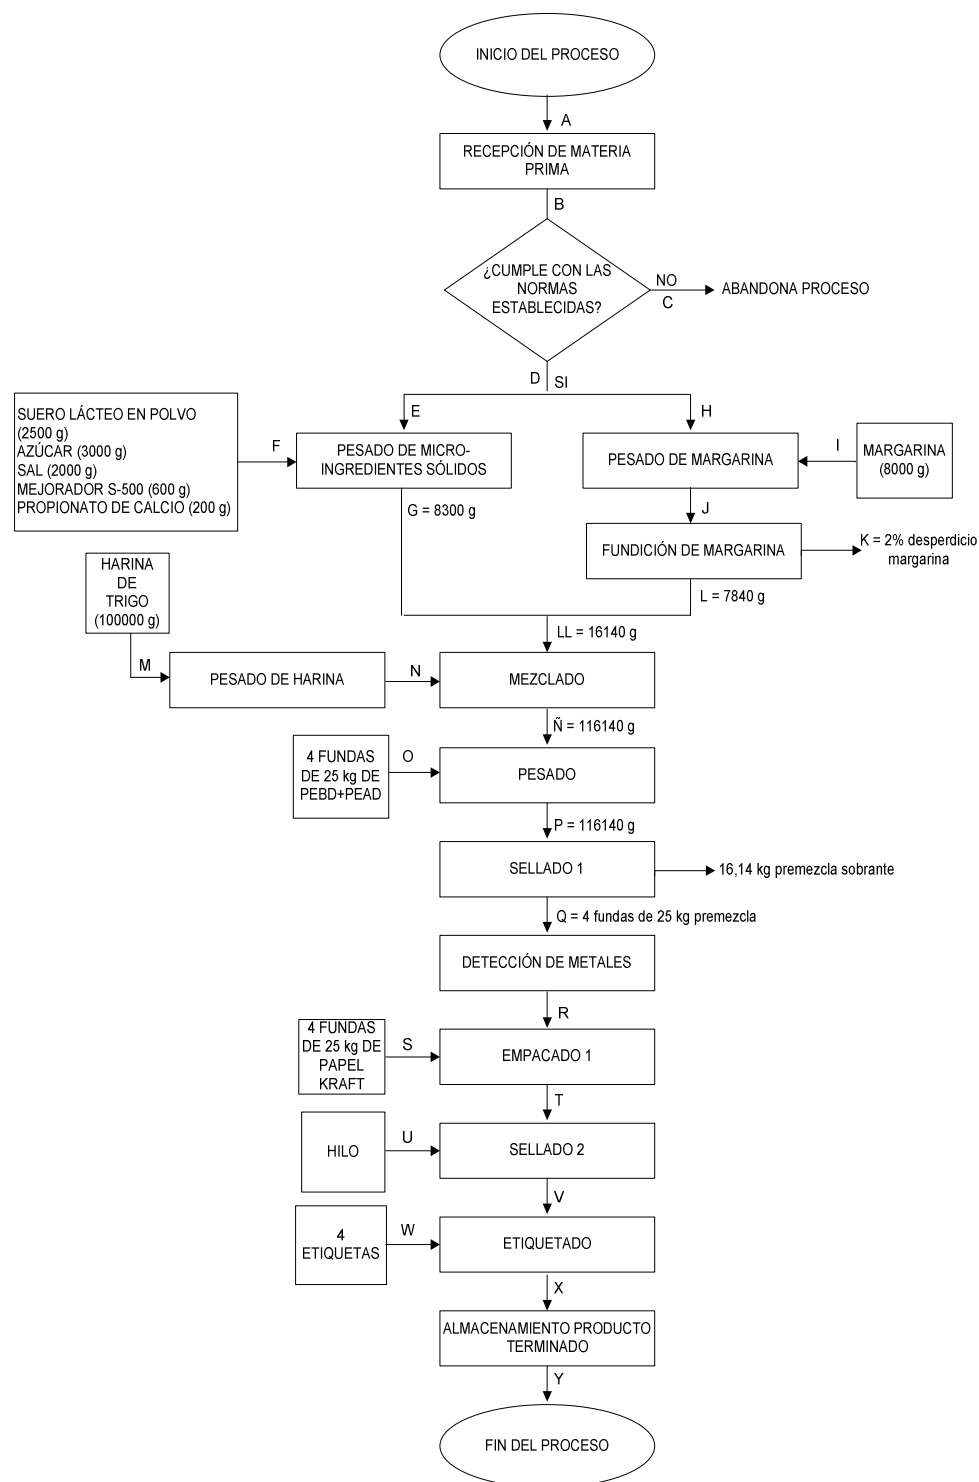 INICIO DEL PROCESO
A
RECEPCIÓN DE MATERIA
PRIMA
B
¿CUMPLE CON LAS
NORMAS
ESTABLECIDAS?
NO
C
ABANDONA PROCESO
D
SI
E
H
SUERO LÁCTEO EN POLVO
(2500 g)
AZÚCAR (3000 g)
SAL (2000 g)
MEJORADOR S-500 (600 g)
PROPIONATO DE CALCIO (200 g)
F
PESADO DE MICRO-
INGREDIENTES SÓLIDOS
PESADO DE MARGARINA
I
MARGARINA
(8000 g)
G = 8300 g
J
FUNDICIÓN DE MARGARINA
K = 2% desperdicio
margarina
L = 7840 g
HARINA
DE
TRIGO
(100000 g)
LL = 16140 g
M
PESADO DE HARINA
N
MEZCLADO
Ñ = 116140 g
4 FUNDAS
DE 25 kg DE
PEBD+PEAD
O
PESADO
P = 116140 g
SELLADO 1
16,14 kg premezcla sobrante
Q = 4 fundas de 25 kg premezcla
DETECCIÓN DE METALES
R
4 FUNDAS
DE 25 kg DE
PAPEL
KRAFT
S
EMPACADO 1
T
HILO
U
SELLADO 2
V
4
ETIQUETAS
W
ETIQUETADO
X
ALMACENAMIENTO PRODUCTO
TERMINADO
Y
FIN DEL PROCESO